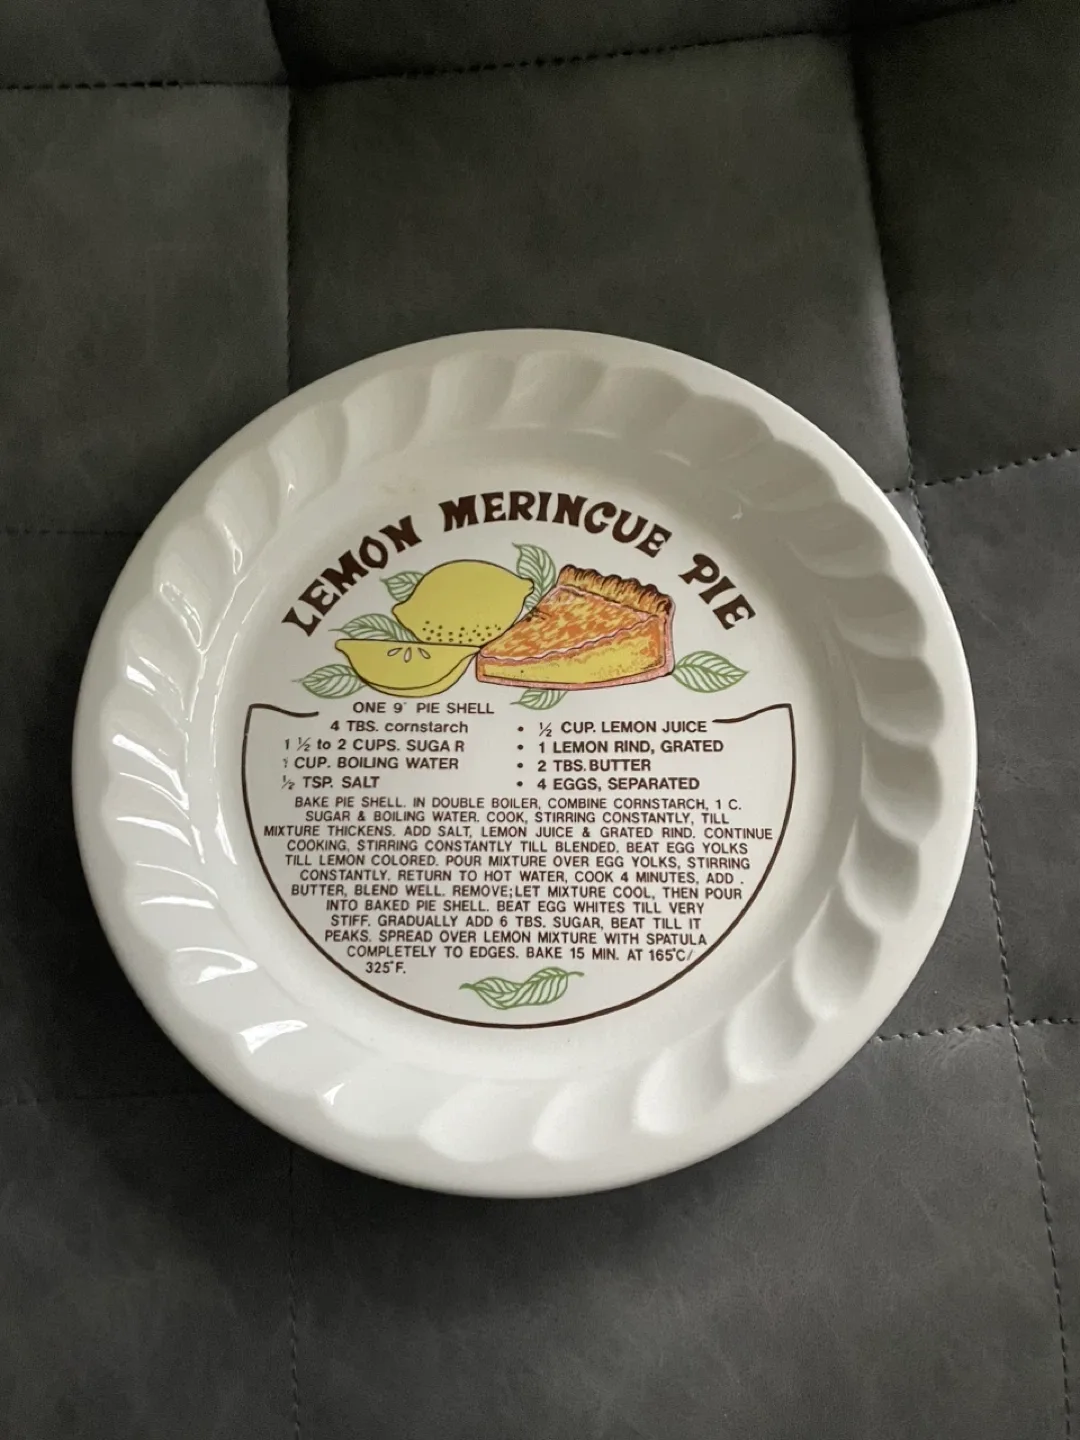 LEMON MERINGUE PIE
ONE 9" PIE SHELL
4 TBS. cornstarch
1 ½ to 2 CUPS. SUGAR
CUP. BOILING WATER
½ TSP. SALT
• ½ CUP. LEMON JUICE
• 1 LEMON RIND, GRATED
• 2 TBS. BUTTER
• 4 EGGS, SEPARATED
BAKE PIE SHELL. IN DOUBLE BOILER, COMBINE CORNSTARCH, 1 C.
SUGAR & BOILING WATER. COOK, STIRRING CONSTANTLY, TILL
MIXTURE THICKENS. ADD SALT, LEMON JUICE & GRATED RIND. CONTINUE
COOKING, STIRRING CONSTANTLY TILL BLENDED. BEAT EGG YOLKS
TILL LEMON COLORED. POUR MIXTURE OVER EGG YOLKS, STIRRING
CONSTANTLY. RETURN TO HOT WATER, COOK 4 MINUTES, ADD .
BUTTER, BLEND WELL. REMOVE; LET MIXTURE COOL, THEN POUR
INTO BAKED PIE SHELL. BEAT EGG WHITES TILL VERY
STIFF. GRADUALLY ADD 6 TBS. SUGAR, BEAT TILL IT
PEAKS. SPREAD OVER LEMON MIXTURE WITH SPATULA
COMPLETELY TO EDGES. BAKE 15 MIN. AT 165°C/
325°F.